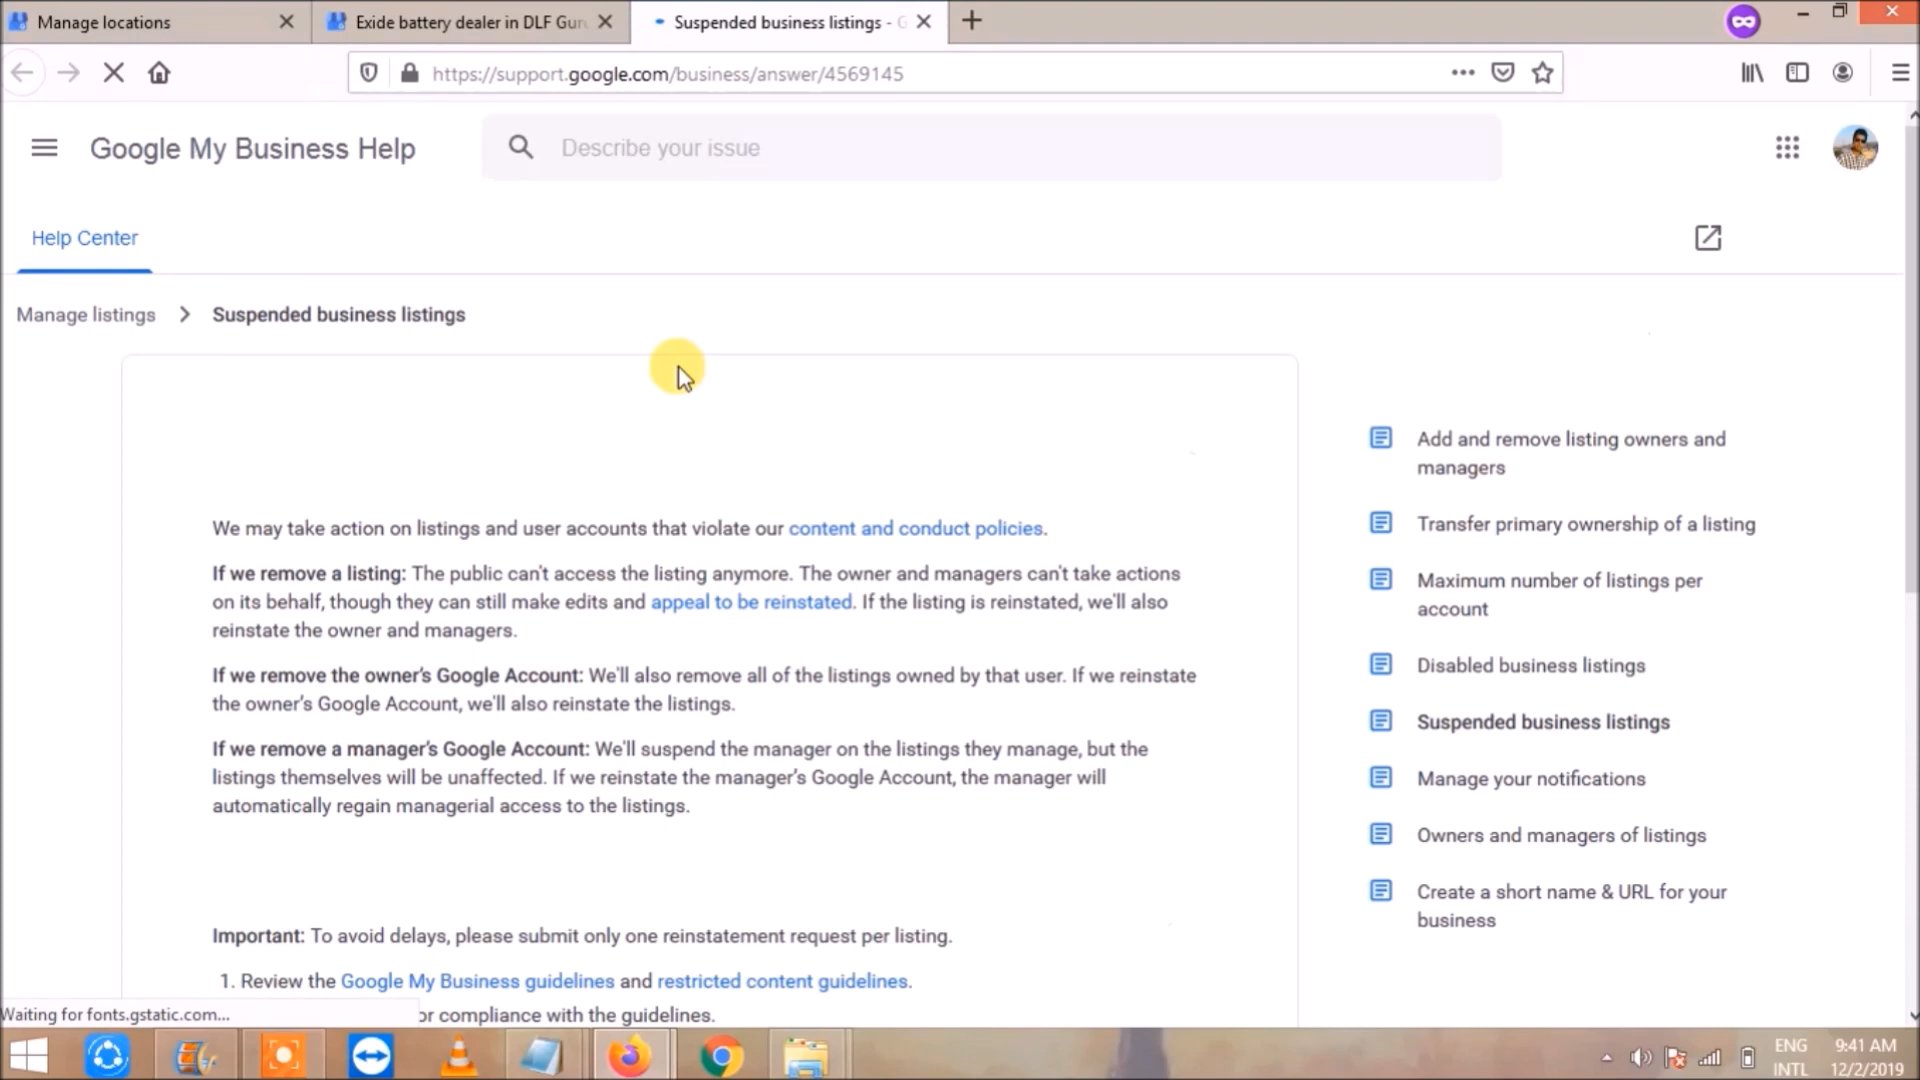 Manage locations
Exide battery dealer in DLF Guru
Suspended business listings - G
https://support.google.com/business/answer/4569145
Google My Business Help
Describe your issue
Help Center
Manage listings
Suspended business listings
We may take action on listings and user accounts that violate our content and conduct policies.
If we remove a listing: The public can't access the listing anymore. The owner and managers can't take actions
on its behalf, though they can still make edits and appeal to be reinstated. If the listing is reinstated, we'll also
reinstate the owner and managers.
If we remove the owner's Google Account: We'll also remove all of the listings owned by that user. If we reinstate
the owner's Google Account, we'll also reinstate the listings.
If we remove a manager's Google Account: We'll suspend the manager on the listings they manage, but the
listings themselves will be unaffected. If we reinstate the manager's Google Account, the manager will
automatically regain managerial access to the listings.
Important: To avoid delays, please submit only one reinstatement request per listing.
1. Review the Google My Business guidelines and restricted content guidelines.
or compliance with the guidelines.
Add and remove listing owners and
managers
Transfer primary ownership of a listing
Maximum number of listings per
account
Disabled business listings
Suspended business listings
Manage your notifications
Owners and managers of listings
Create a short name & URL for your
business
Waiting for fonts.gstatic.com...
ENG
INTL
9:41 AM
12/2/2019